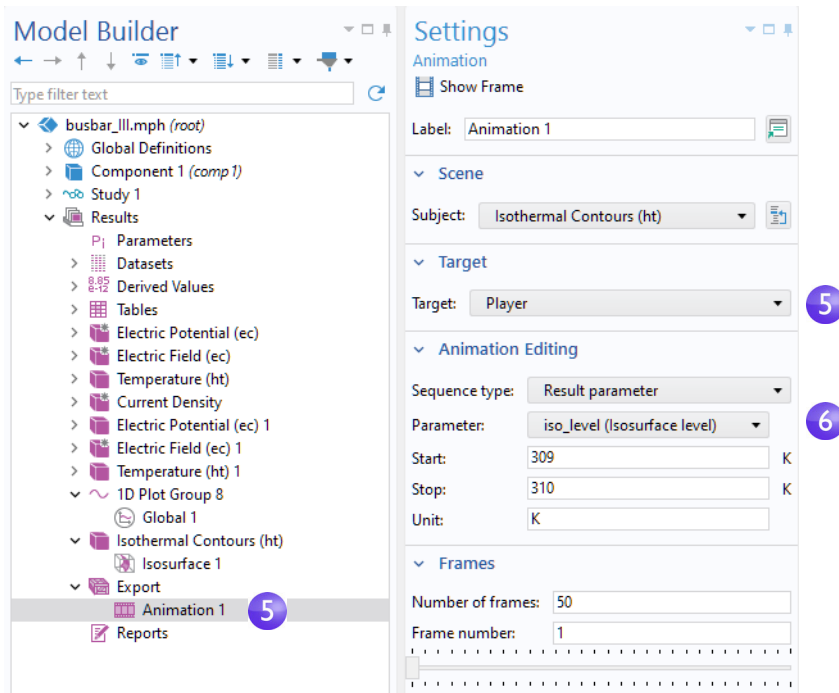 Model Builder
Type filter text
busbar_III.mph (root)
Global Definitions
Component 1 (comp1)
Study 1
Results
Pi Parameters
Datasets
8.85
e-12 Derived Values
Tables
Electric Potential (ec)
Electric Field (ec)
Temperature (ht)
Current Density
Electric Potential (ec) 1
Electric Field (ec) 1
Temperature (ht) 1
1D Plot Group 8
Global 1
Isothermal Contours (ht)
Isosurface 1
Export
Animation 1 5
Reports
Settings
Animation
Show Frame
Label: Animation 1
Scene
Subject: Isothermal Contours (ht)
Target
Target: Player 5
Animation Editing
Sequence type: Result parameter
Parameter: iso_level (Isosurface level) 6
Start: 309 K
Stop: 310 K
Unit: K
Frames
Number of frames: 50
Frame number: 1